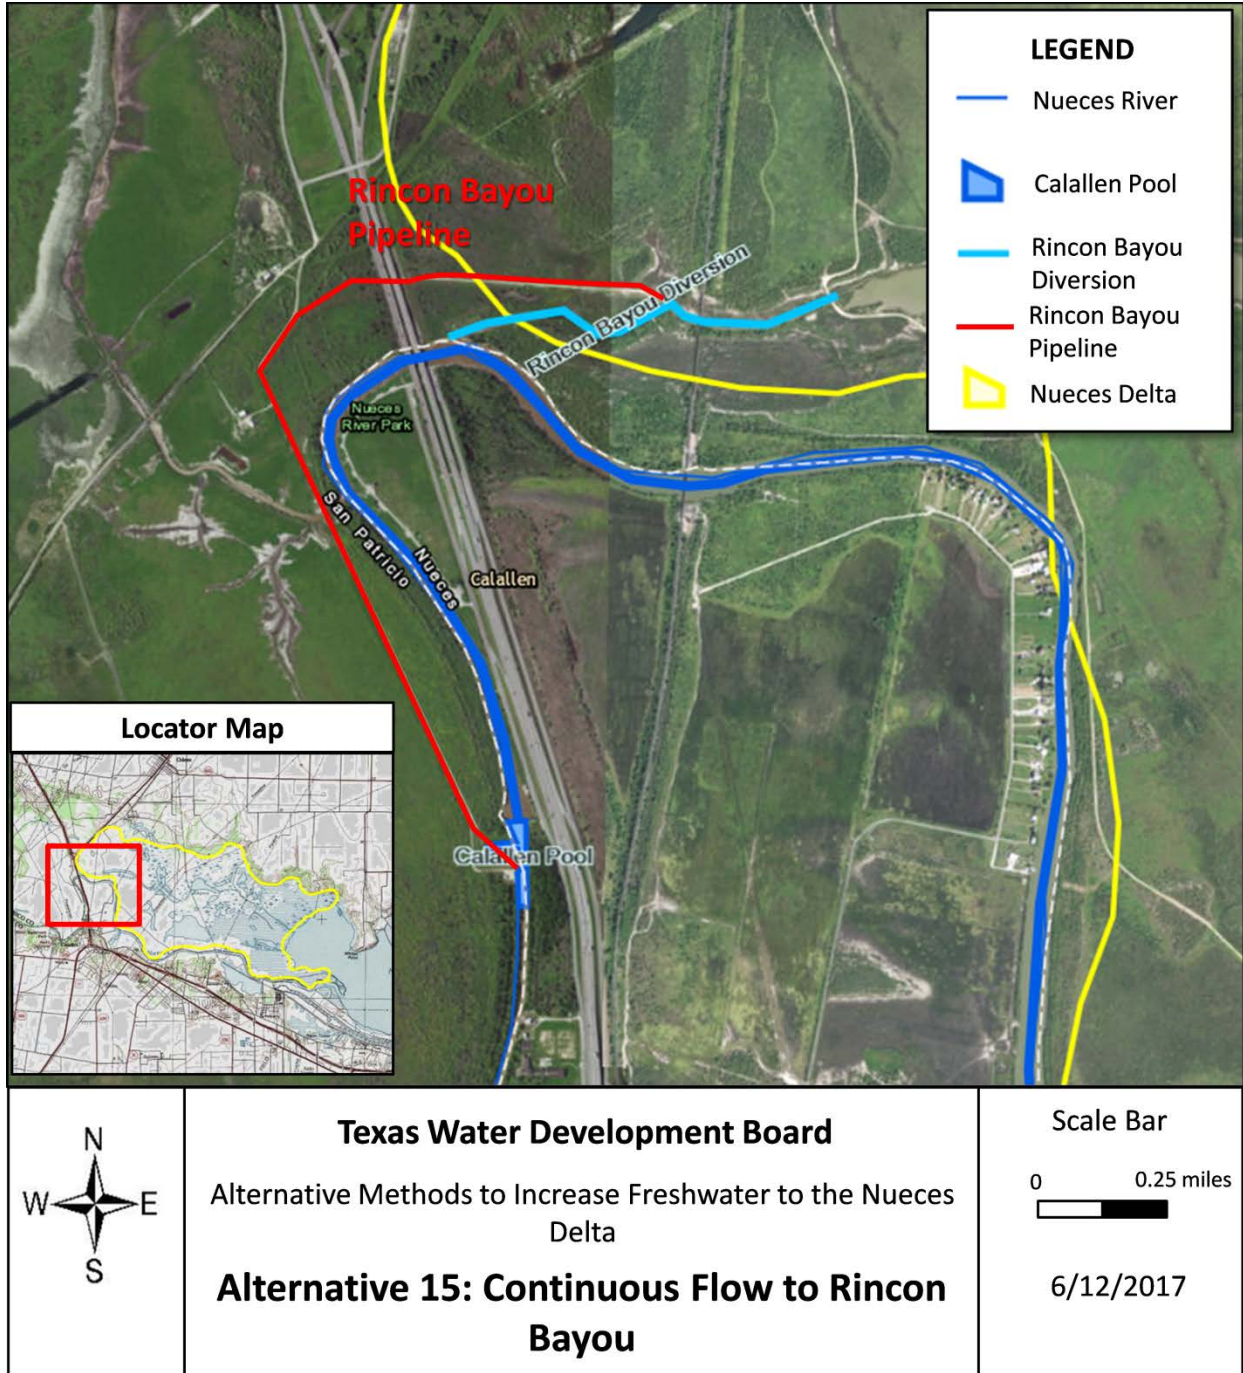 LEGEND
Nueces River
Calallen Pool
Rincon Bayou
Diversion
Rincon Bayou
Pipeline
Nueces Delta
Rincon Bayou
Pipeline
Rincon Bayou Diversion
Nueces
River Park
San Patricio
Nueces
Calallen
Calallen Pool
Locator Map
N
W
E
S
Texas Water Development Board
Alternative Methods to Increase Freshwater to the Nueces
Delta
Alternative 15: Continuous Flow to Rincon
Bayou
Scale Bar
0
0.25 miles
6/12/2017